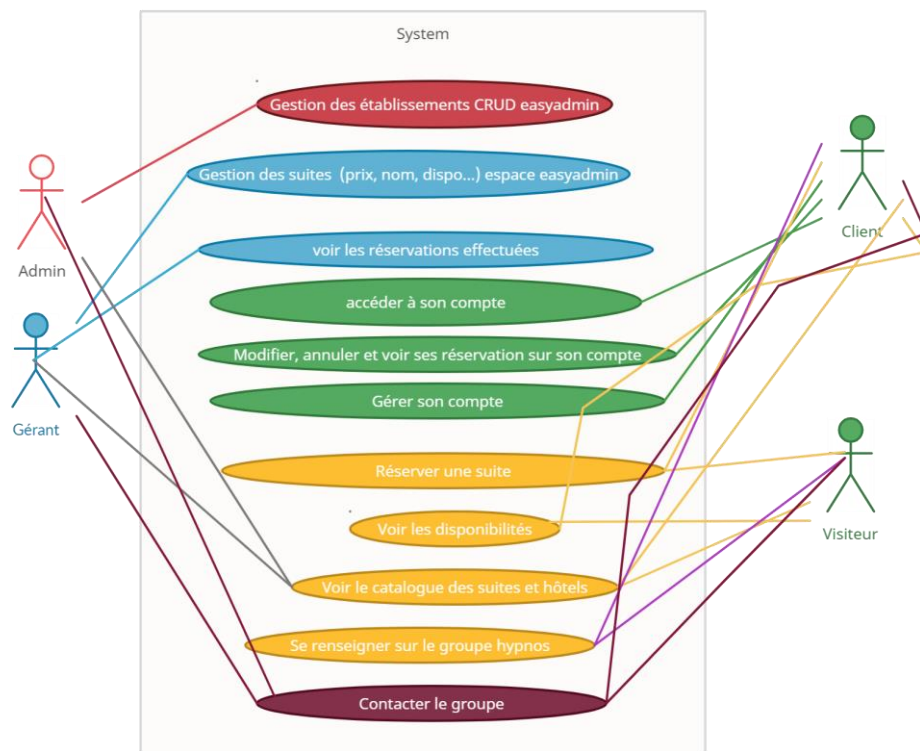 System
Gestion des établissements CRUD easyadmin
Gestion des suites (prix, nom, dispo...) espace easyadmin
Admin
Client
voir les réservations effectuées
accéder à son compte
Modifier, annuler et voir ses réservation sur son compte
Gérer son compte
Gérant
Réserver une suite
Voir les disponibilités
Visiteur
Voir le catalogue des suites et hôtels
Se renseigner sur le groupe hypnos
Contacter le groupe